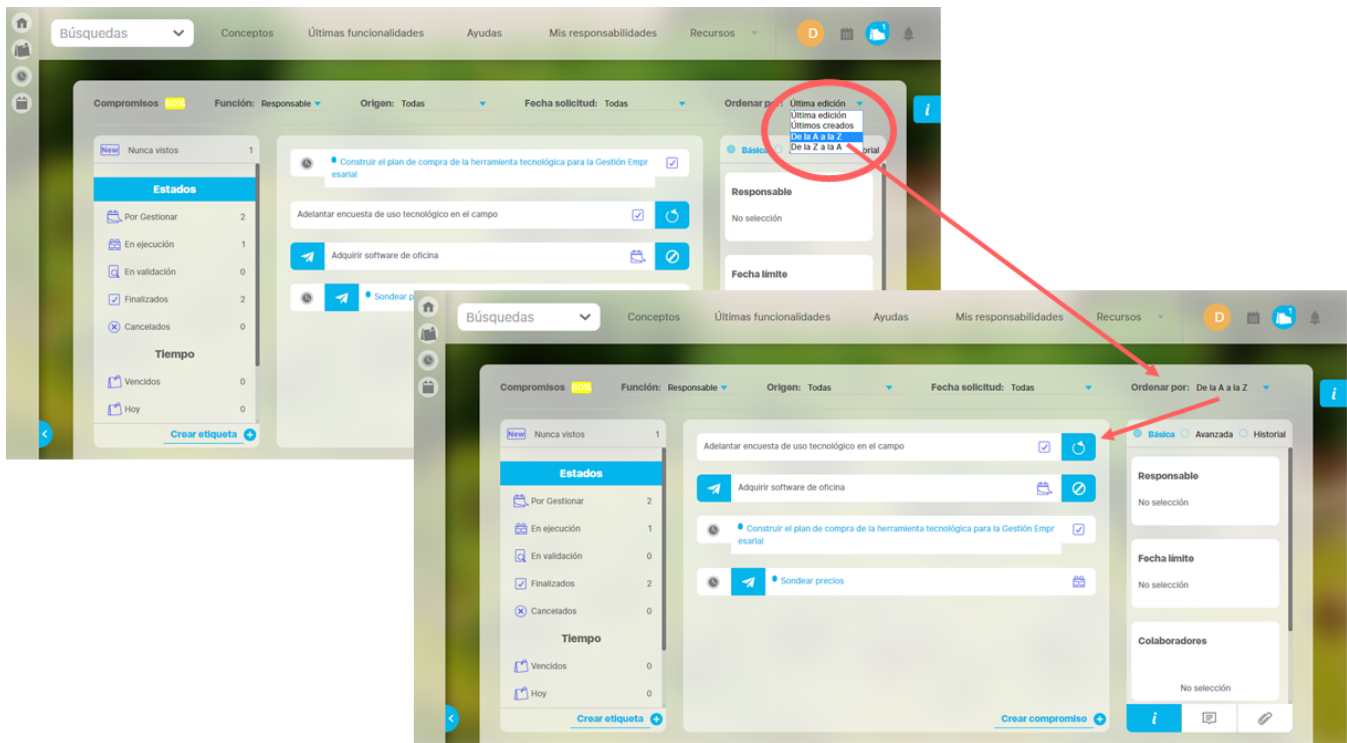 Búsquedas
Conceptos
Últimas funcionalidades
Ayudas
Mis responsabilidades
Recursos
D
1
Compromisos 60%
Función: Responsable
Origen: Todas
Fecha solicitud: Todas
Ordenar por: Última edición
Última edición
Últimos creados
De la A a la Z
De la Z a la A
i
New Nunca vistos 1
Estados
Por Gestionar 2
En ejecución 1
En validación 0
Finalizados 2
Cancelados 0
Tiempo
Vencidos 0
Hoy 0
Crear etiqueta
Construir el plan de compra de la herramienta tecnológica para la Gestión Empr
esarial
Adelantar encuesta de uso tecnológico en el campo
Adquirir software de oficina
Sondear p
Básica
orial
Responsable
No selección
Fecha límite
Búsquedas
Conceptos
Últimas funcionalidades
Ayudas
Mis responsabilidades
Recursos
D
1
Compromisos 60%
Función: Responsable
Origen: Todas
Fecha solicitud: Todas
Ordenar por: De la A a la Z
i
New Nunca vistos 1
Estados
Por Gestionar 2
En ejecución 1
En validación 0
Finalizados 2
Cancelados 0
Tiempo
Vencidos 0
Hoy 0
Crear etiqueta
Adelantar encuesta de uso tecnológico en el campo
Adquirir software de oficina
Construir el plan de compra de la herramienta tecnológica para la Gestión Empr
esarial
Sondear precios
Crear compromiso
Básica Avanzada Historial
Responsable
No selección
Fecha límite
No selección
Colaboradores
No selección
i